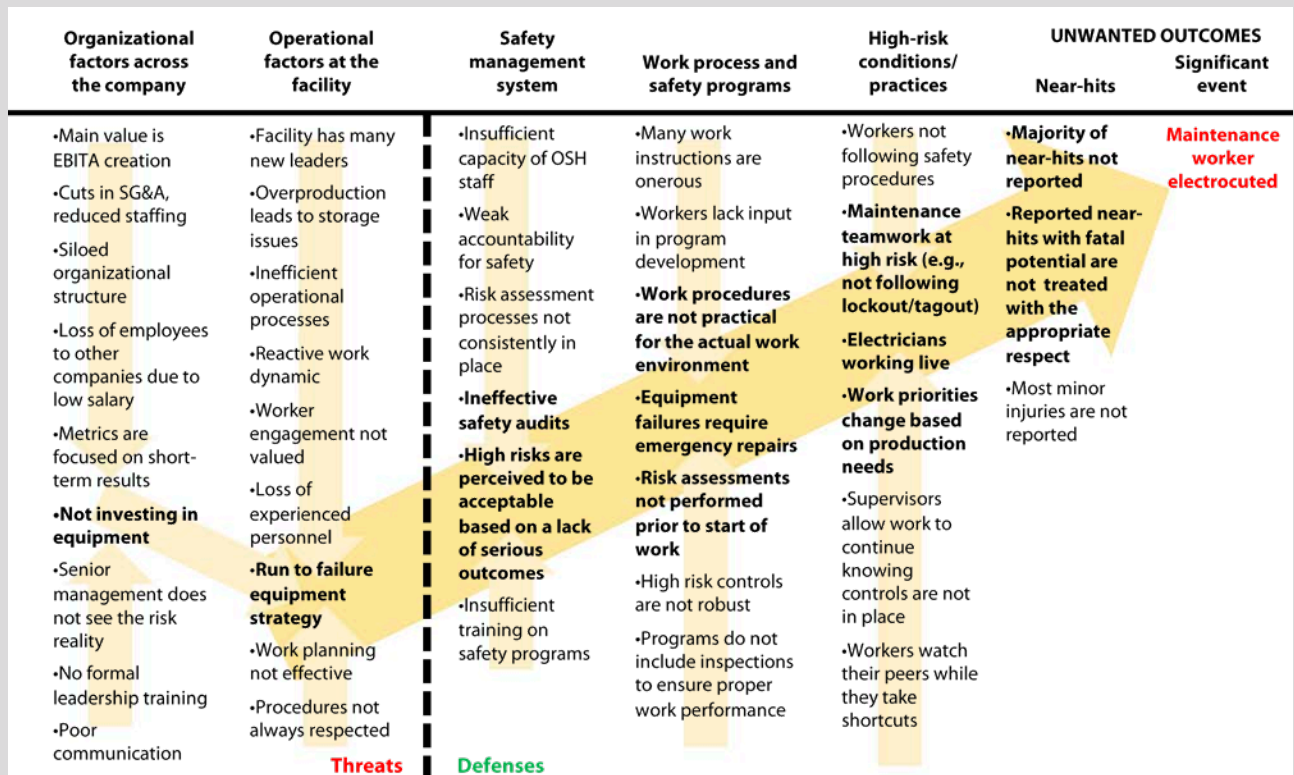 Organizational
factors across
the company
Operational
factors at the
facility
Safety
management
system
Work process and
safety programs
High-risk
conditions/
practices
UNWANTED OUTCOMES
Near-hits
Significant
event
•Main value is
EBITA creation
•Cuts in SG&A,
reduced staffing
•Siloed
organizational
structure
•Loss of employees
to other
companies due to
low salary
•Metrics are
focused on short-
term results
•Not investing in
equipment
•Senior
management does
not see the risk
reality
•No formal
leadership training
•Poor
communication
•Facility has many
new leaders
•Overproduction
leads to storage
issues
•Inefficient
operational
processes
•Reactive work
dynamic
•Worker
engagement not
valued
•Loss of
experienced
personnel
•Run to failure
equipment
strategy
•Work planning
not effective
•Procedures not
always respected
Threats
•Insufficient
capacity of OSH
staff
•Weak
accountability
for safety
•Risk assessment
processes not
consistently in
place
•Ineffective
safety audits
•High risks are
perceived to be
acceptable
based on a lack
of serious
outcomes
•Insufficient
training on
safety programs
Defenses
•Many work
instructions are
onerous
•Workers lack input
in program
development
•Work procedures
are not practical
for the actual work
environment
•Equipment
failures require
emergency repairs
•Risk assessments
not performed
prior to start of
work
•High risk controls
are not robust
•Programs do not
include inspections
to ensure proper
work performance
•Workers not
following safety
procedures
•Maintenance
teamwork at
high risk (e.g.,
not following
lockout/tagout)
•Electricians
working live
•Work priorities
change based
on production
needs
•Supervisors
allow work to
continue
knowing
controls are not
in place
•Workers watch
their peers while
they take
shortcuts
•Majority of
near-hits not
reported
•Reported near-
hits with fatal
potential are
not treated
with the
appropriate
respect
•Most minor
injuries are not
reported
Maintenance
worker
electrocuted